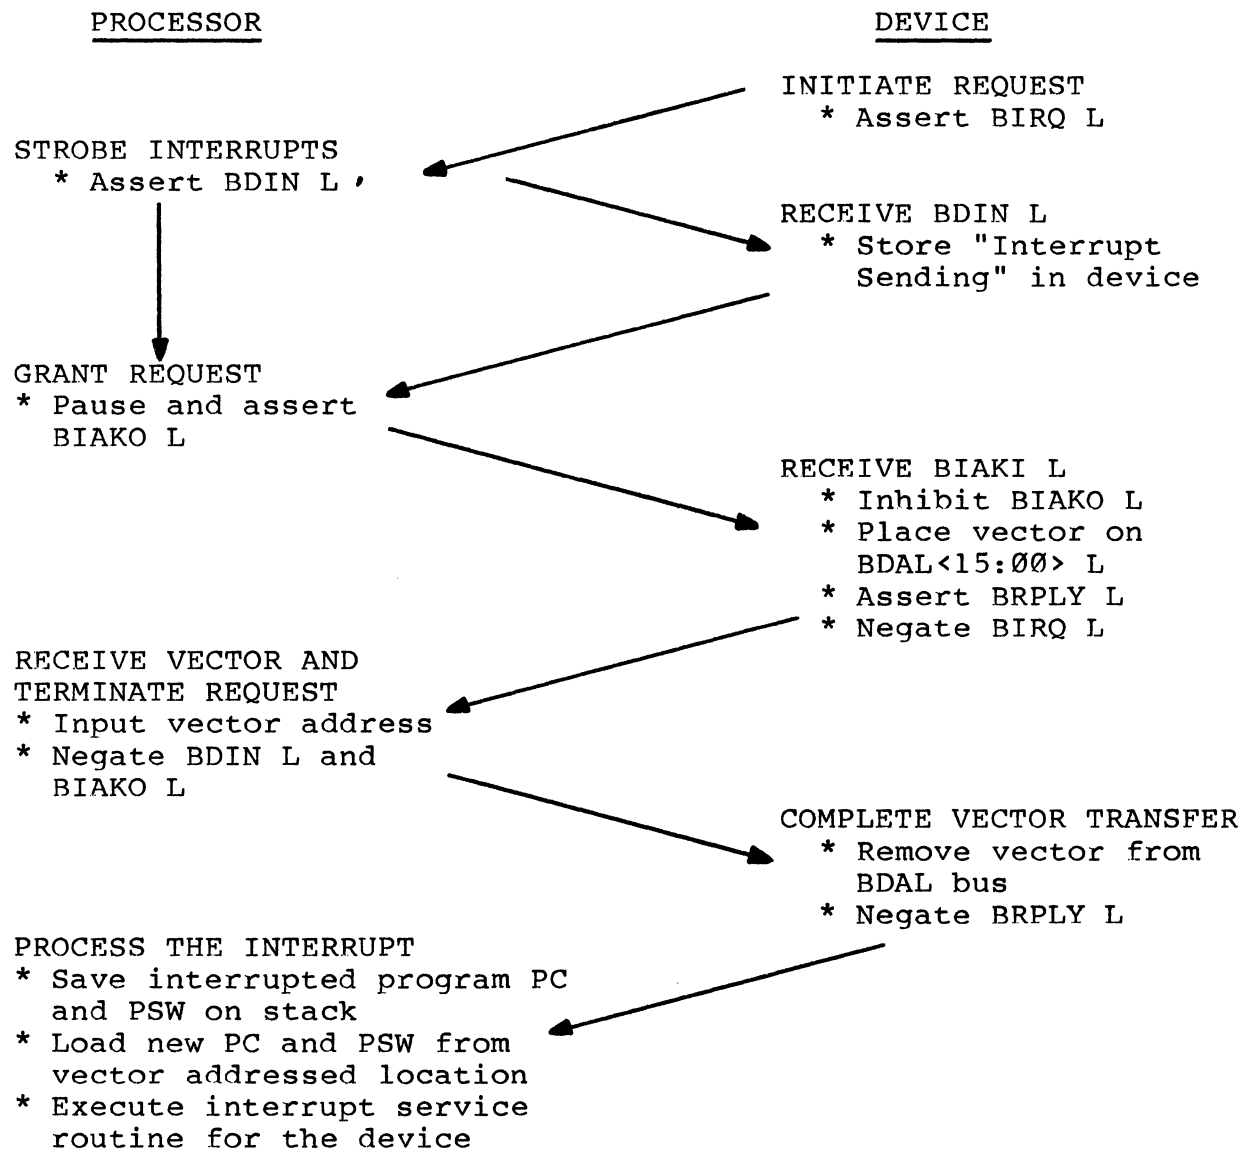 PROCESSOR
DEVICE
INITIATE REQUEST
* Assert BIRQ L
STROBE INTERRUPTS
* Assert BDIN L
RECEIVE BDIN L
* Store "Interrupt
Sending" in device
GRANT REQUEST
* Pause and assert
BIAKO L
RECEIVE BIAKI L
* Inhibit BIAKO L
* Place vector on
BDAL<15:00> L
* Assert BRPLY L
* Negate BIRQ L
RECEIVE VECTOR AND
TERMINATE REQUEST
* Input vector address
* Negate BDIN L and
BIAKO L
COMPLETE VECTOR TRANSFER
* Remove vector from
BDAL bus
* Negate BRPLY L
PROCESS THE INTERRUPT
* Save interrupted program PC
and PSW on stack
* Load new PC and PSW from
vector addressed location
* Execute interrupt service
routine for the device